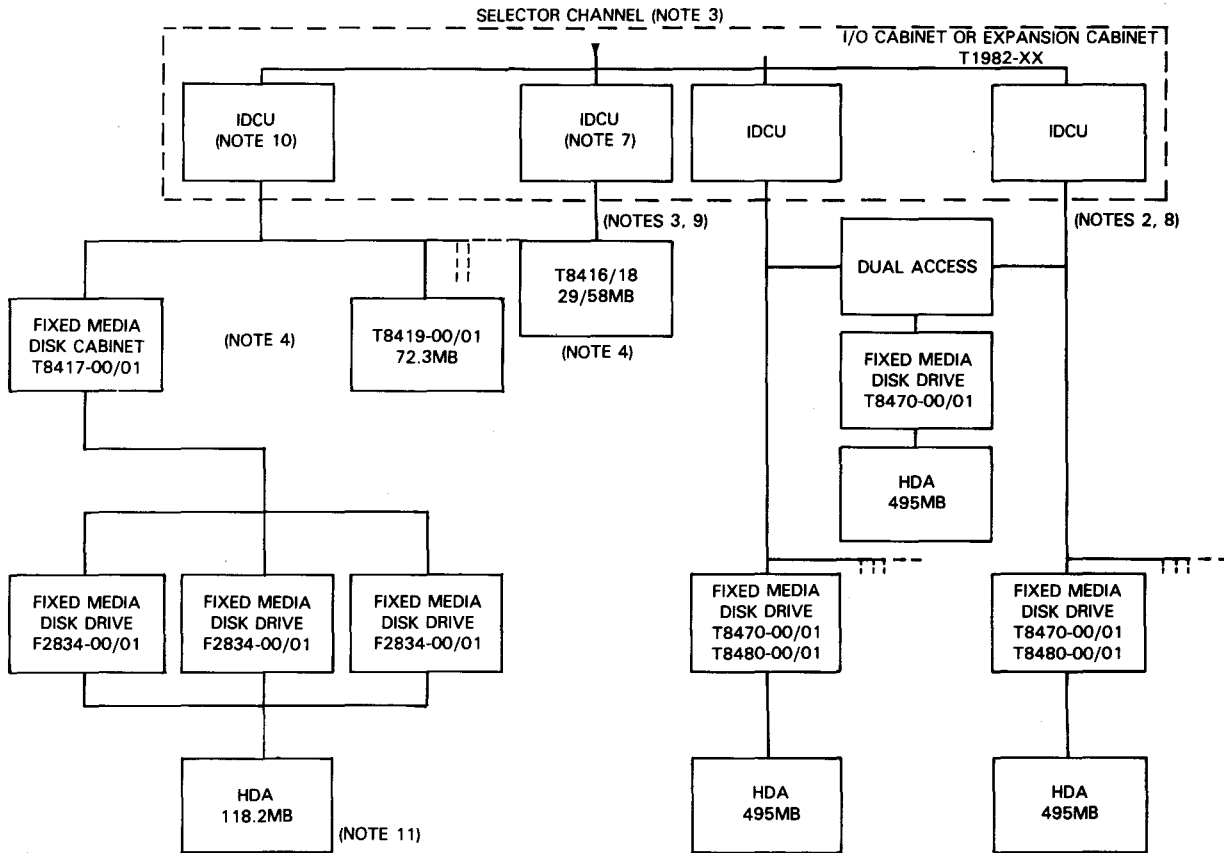 SELECTOR CHANNEL (NOTE 3)
I/O CABINET OR EXPANSION CABINET
T1982-XX
IDCU
(NOTE 10)
IDCU
(NOTE 7)
IDCU
IDCU
(NOTES 3, 9)
(NOTES 2, 8)
FIXED MEDIA
DISK CABINET
T8417-00/01
(NOTE 4)
T8419-00/01
72.3MB
T8416/18
29/58MB
(NOTE 4)
DUAL ACCESS
FIXED MEDIA
DISK DRIVE
T8470-00/01
HDA
495MB
FIXED MEDIA
DISK DRIVE
F2834-00/01
FIXED MEDIA
DISK DRIVE
F2834-00/01
FIXED MEDIA
DISK DRIVE
F2834-00/01
FIXED MEDIA
DISK DRIVE
T8470-00/01
T8480-00/01
FIXED MEDIA
DISK DRIVE
T8470-00/01
T8480-00/01
HDA
118.2MB
(NOTE 11)
HDA
495MB
HDA
495MB